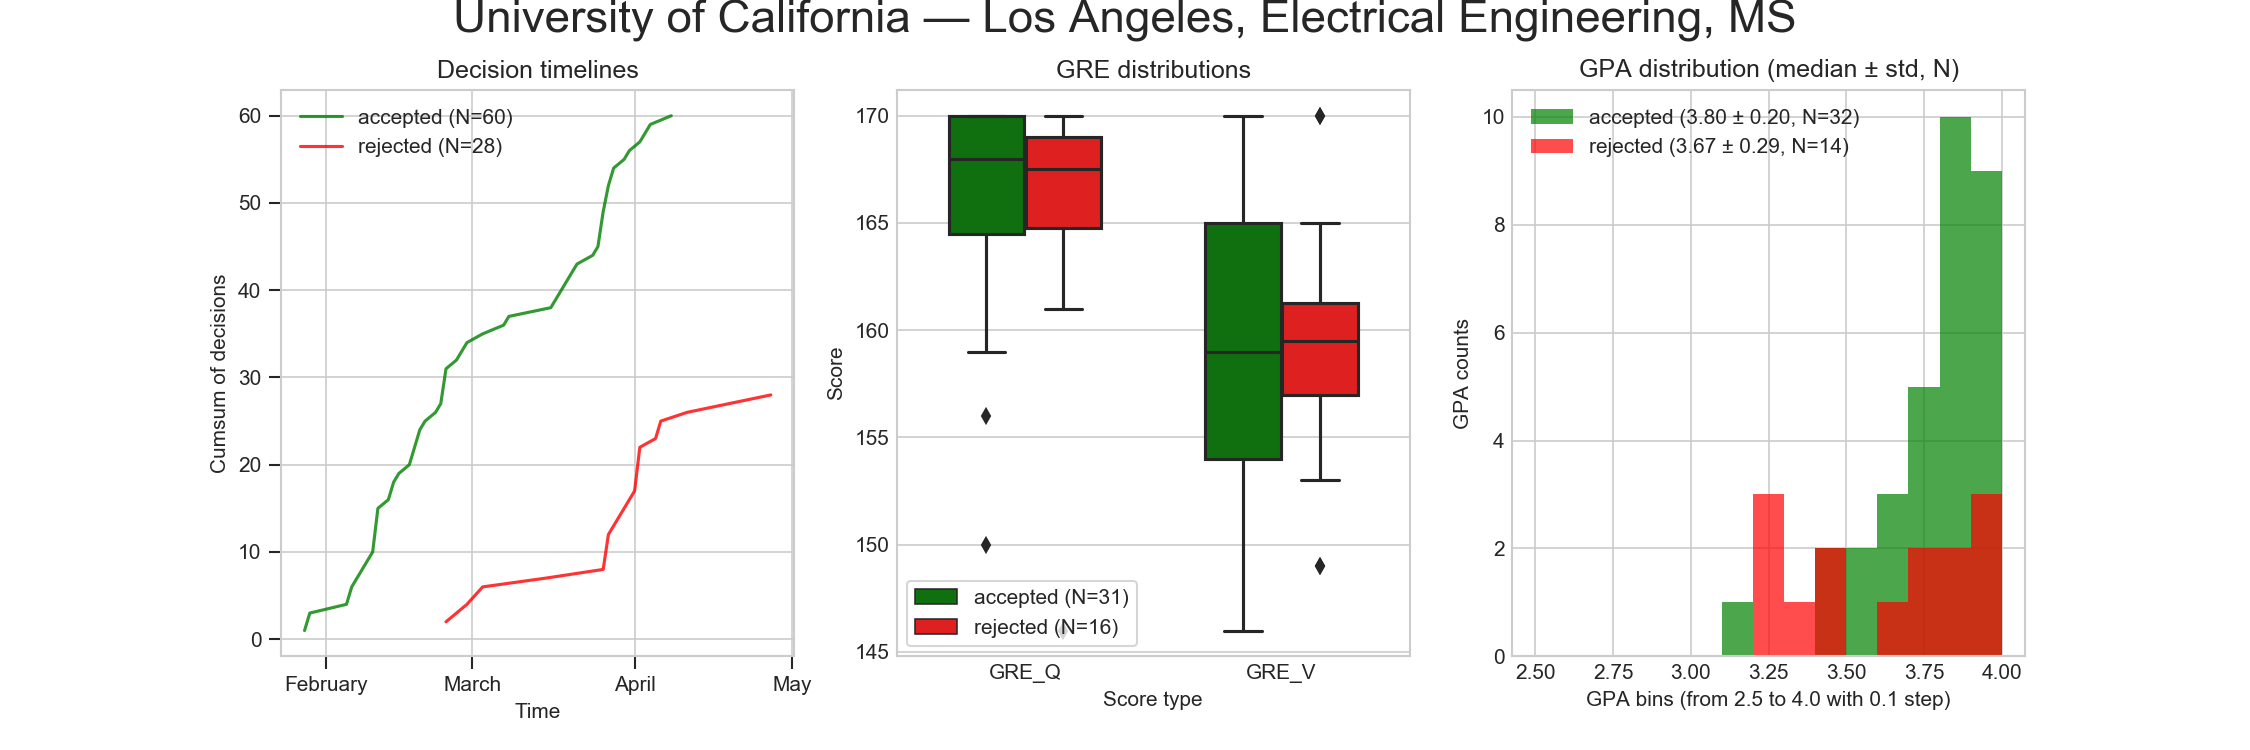 University of California — Los Angeles, Electrical Engineering, MS
Decision timelines
accepted (N=60)
rejected (N=28)
60
50
40
30
20
10
0
Cumsum of decisions
February
March
April
May
Time
GRE distributions
170
165
160
155
150
145
Score
accepted (N=31)
rejected (N=16)
GRE_Q
GRE_V
Score type
GPA distribution (median ± std, N)
accepted (3.80 ± 0.20, N=32)
rejected (3.67 ± 0.29, N=14)
10
8
6
4
2
0
GPA counts
2.50
2.75
3.00
3.25
3.50
3.75
4.00
GPA bins (from 2.5 to 4.0 with 0.1 step)